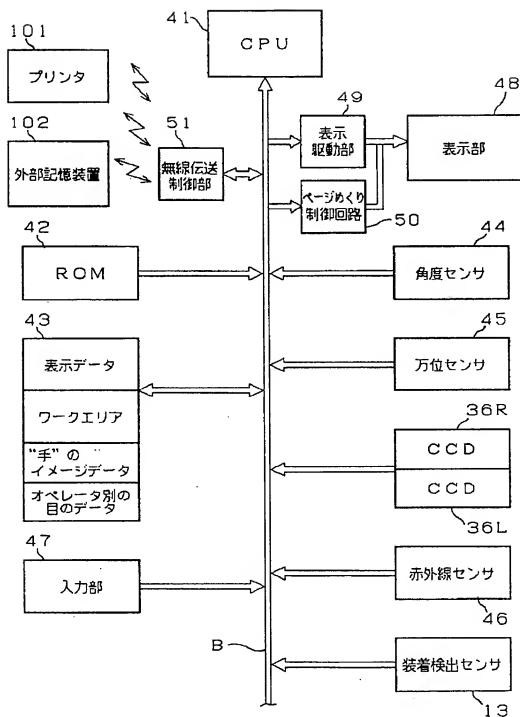 41
CPU
101
プリンタ
102
外部記憶装置
51
無線伝送
制御部
49
表示
駆動部
48
表示部
ページめくり
制御回路
50
42
ROM
44
角度センサ
43
表示データ
ワークエリア
"手"の
イメージデータ
オペレータ別の
目のデータ
45
万位センサ
36R
CCD
CCD
36L
47
入力部
赤外線センサ
46
B
装着検出センサ
13